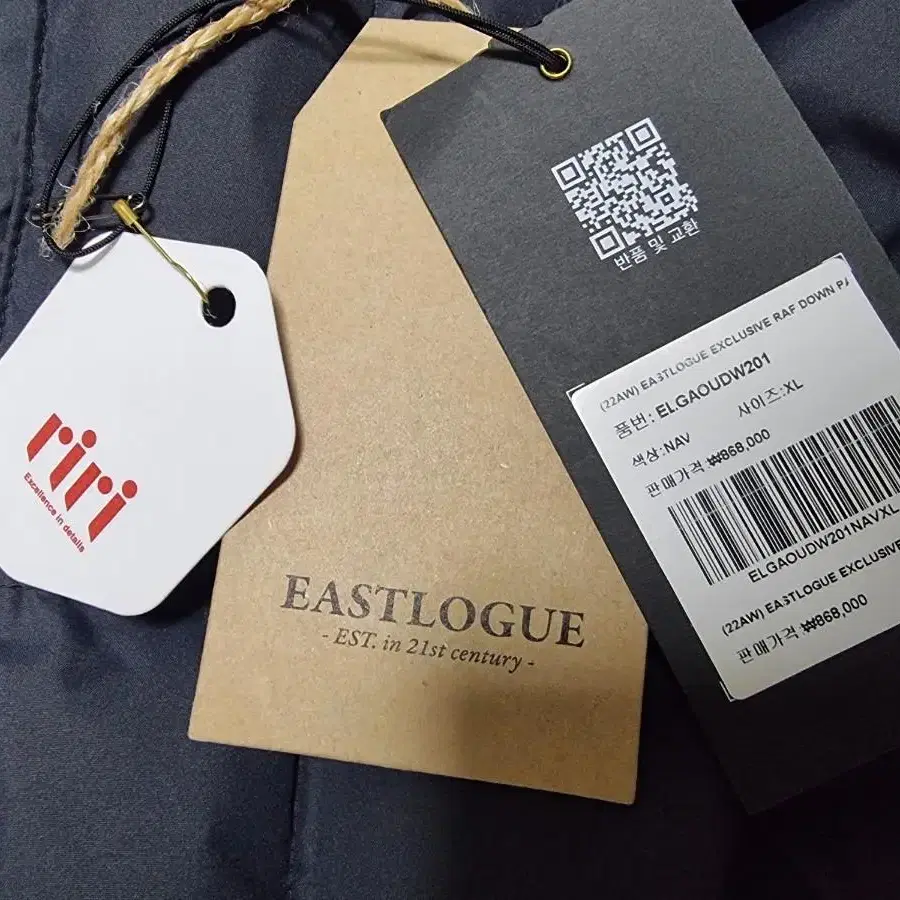 riri
Excellence in details
EASTLOGUE
- EST. in 21st century -
반품 및 교환
(22AW) EASTLOGUE EXCLUSIVE RAF DOWN
품번: ELGAOUDW201
색상:NAV 사이즈:XL
판매가격 ₩868,000
ELGAOUDW201NAVXL
(22AW) EASTLOGUE EXCLUSIVE
판매가격 ₩868,000